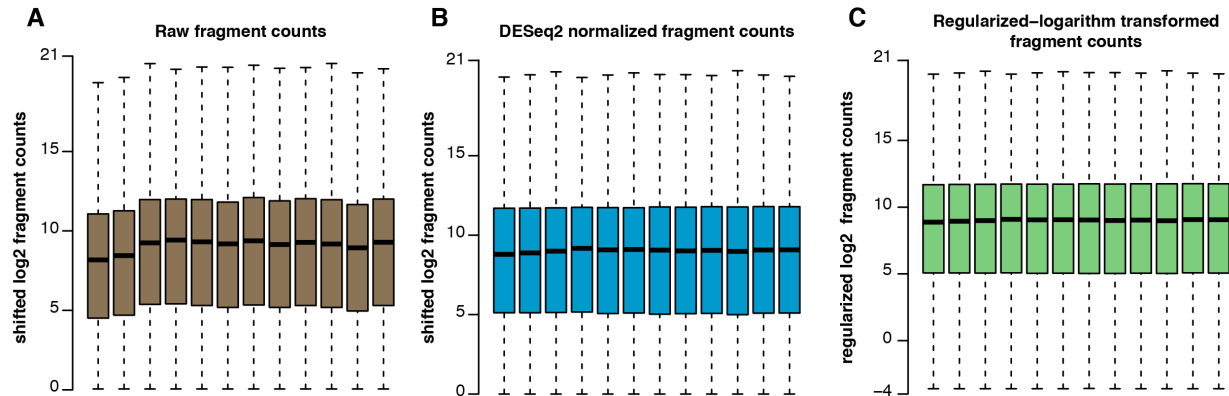 A
Raw fragment counts
shifted log2 fragment counts
21
15
10
5
0
B
DESeq2 normalized fragment counts
shifted log2 fragment counts
21
15
10
5
0
C
Regularized−logarithm transformed
fragment counts
regularized log2 fragment counts
21
15
10
5
0
−4